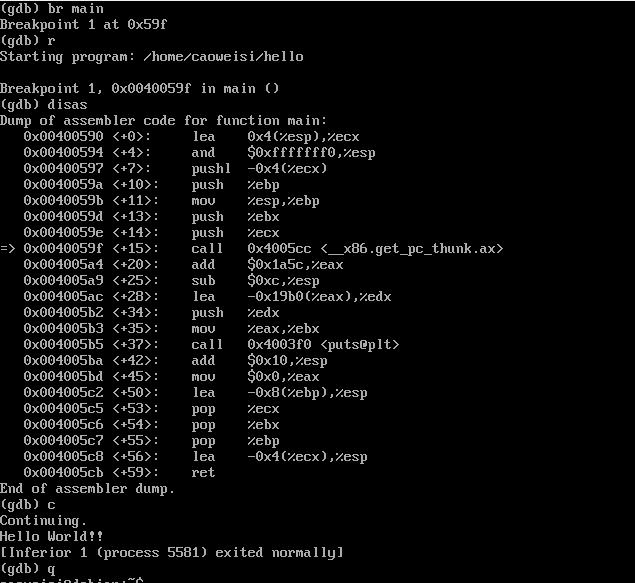 (gdb) br main
Breakpoint 1 at 0x59f
(gdb) r
Starting program: /home/caoweisi/hello

Breakpoint 1, 0x0040059f in main ()
(gdb) disas
Dump of assembler code for function main:
   0x00400590 <+0>:     lea    0x4(%esp),%ecx
   0x00400594 <+4>:     and    $0xfffffff0,%esp
   0x00400597 <+7>:     pushl  -0x4(%ecx)
   0x0040059a <+10>:    push   %ebp
   0x0040059b <+11>:    mov    %esp,%ebp
   0x0040059d <+13>:    push   %ebx
   0x0040059e <+14>:    push   %ecx
=> 0x0040059f <+15>:    call   0x4005cc <__x86.get_pc_thunk.ax>
   0x004005a4 <+20>:    add    $0x1a5c,%eax
   0x004005a9 <+25>:    sub    $0xc,%esp
   0x004005ac <+28>:    lea    -0x19b0(%eax),%edx
   0x004005b2 <+34>:    push   %edx
   0x004005b3 <+35>:    mov    %eax,%ebx
   0x004005b5 <+37>:    call   0x4003f0 <puts@plt>
   0x004005ba <+42>:    add    $0x10,%esp
   0x004005bd <+45>:    mov    $0x0,%eax
   0x004005c2 <+50>:    lea    -0x8(%ebp),%esp
   0x004005c5 <+53>:    pop    %ecx
   0x004005c6 <+54>:    pop    %ebx
   0x004005c7 <+55>:    pop    %ebp
   0x004005c8 <+56>:    lea    -0x4(%ecx),%esp
   0x004005cb <+59>:    ret
End of assembler dump.
(gdb) c
Continuing.
Hello World!!
[Inferior 1 (process 5581) exited normally]
(gdb) q